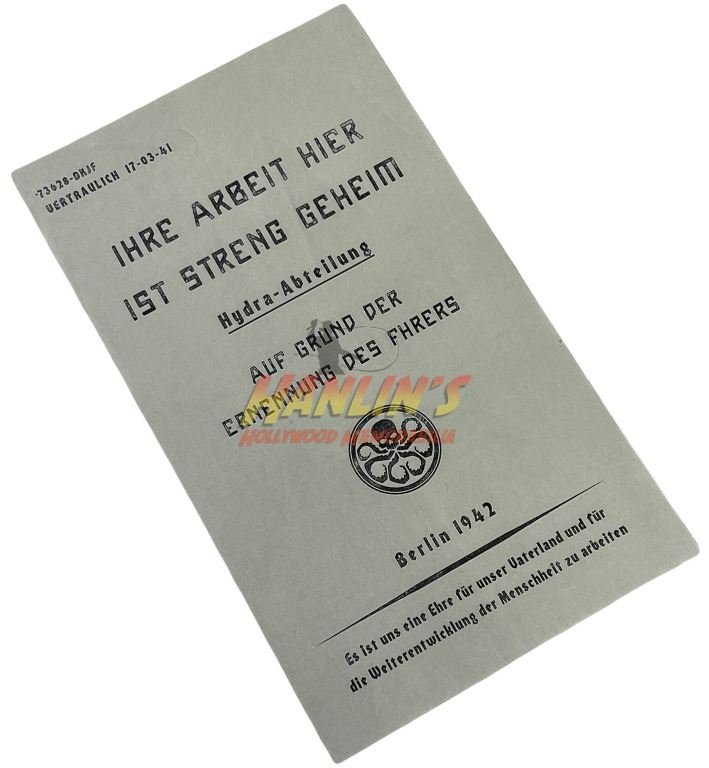 -73628-DHJF
VERTRAULICH 17-03-41
IHRE ARBEIT HIER
IST STRENG GEHEIM
Hydra-Abteilung
AUF GRUND DER
ERNENNUNG DES FHRERS
HANLIN'S
HOLLYWOOD MEMORABILIA
Berlin 1942
Es ist uns eine Ehre für unser Vaterland und für
die Weiterentwicklung der Menschheit zu arbeiten